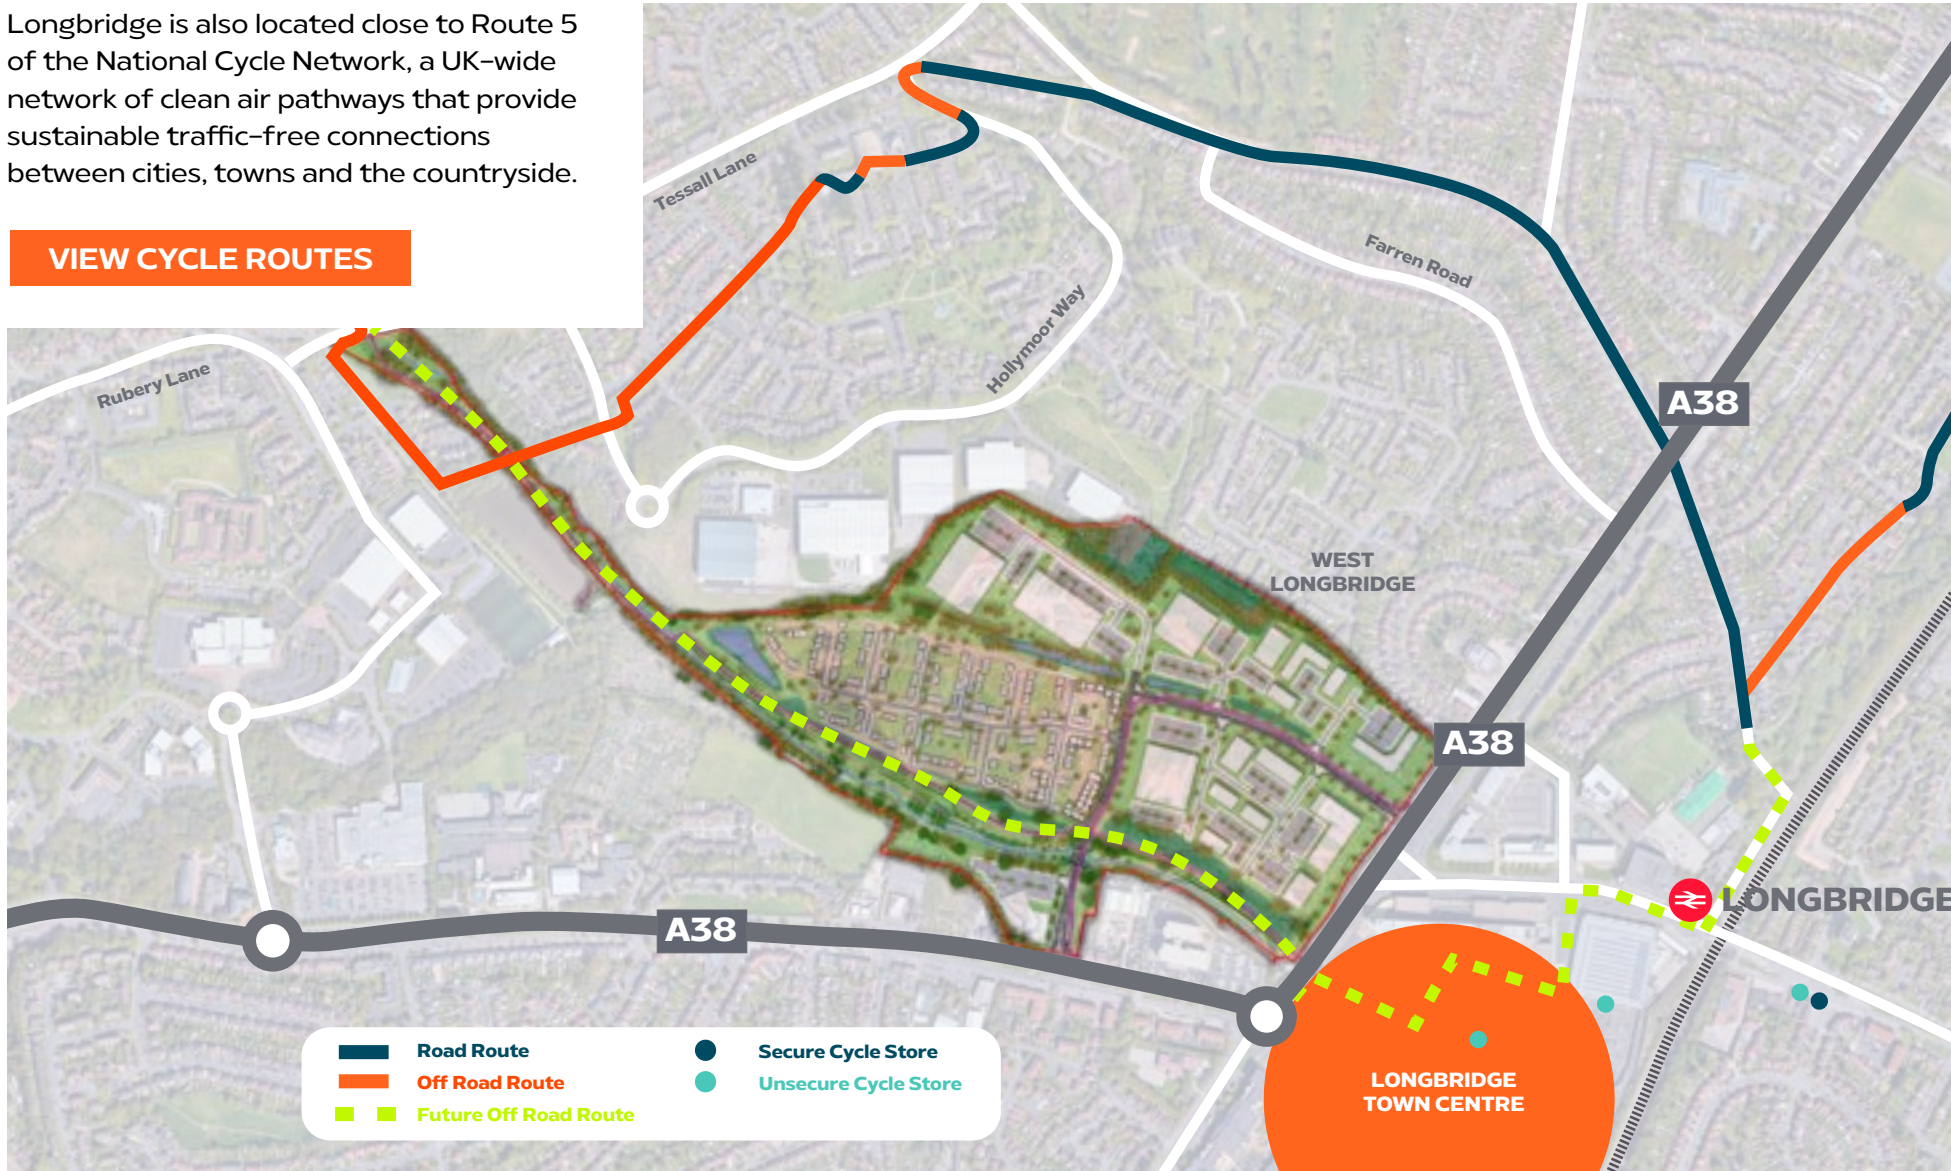 Longbridge is also located close to Route 5
of the National Cycle Network, a UK-wide
network of clean air pathways that provide
sustainable traffic-free connections
between cities, towns and the countryside.
VIEW CYCLE ROUTES
Tessall Lane
Farren Road
Hollymoor Way
Rubery Lane
A38
WEST
LONGBRIDGE
A38
LONGBRIDGE
A38
LONGBRIDGE
TOWN CENTRE
Road Route
Off Road Route
Future Off Road Route
Secure Cycle Store
Unsecure Cycle Store